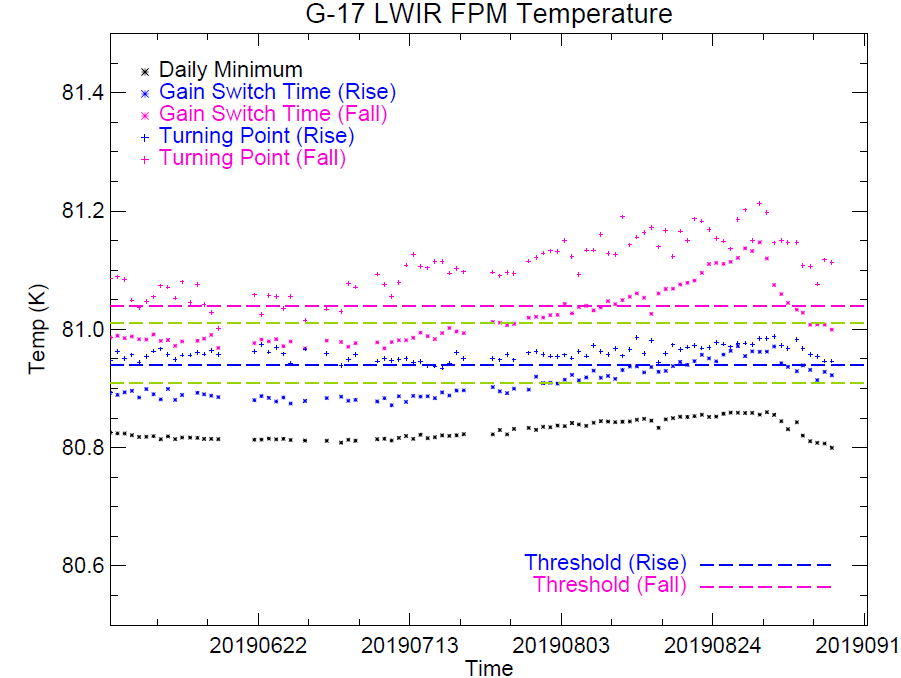 G-17 LWIR FPM Temperature
Daily Minimum
Gain Switch Time (Rise)
Gain Switch Time (Fall)
Turning Point (Rise)
Turning Point (Fall)
81.4
81.2
81.0
80.8
80.6
Temp (K)
Threshold (Rise)
Threshold (Fall)
20190622 20190713 20190803 20190824 2019091
Time